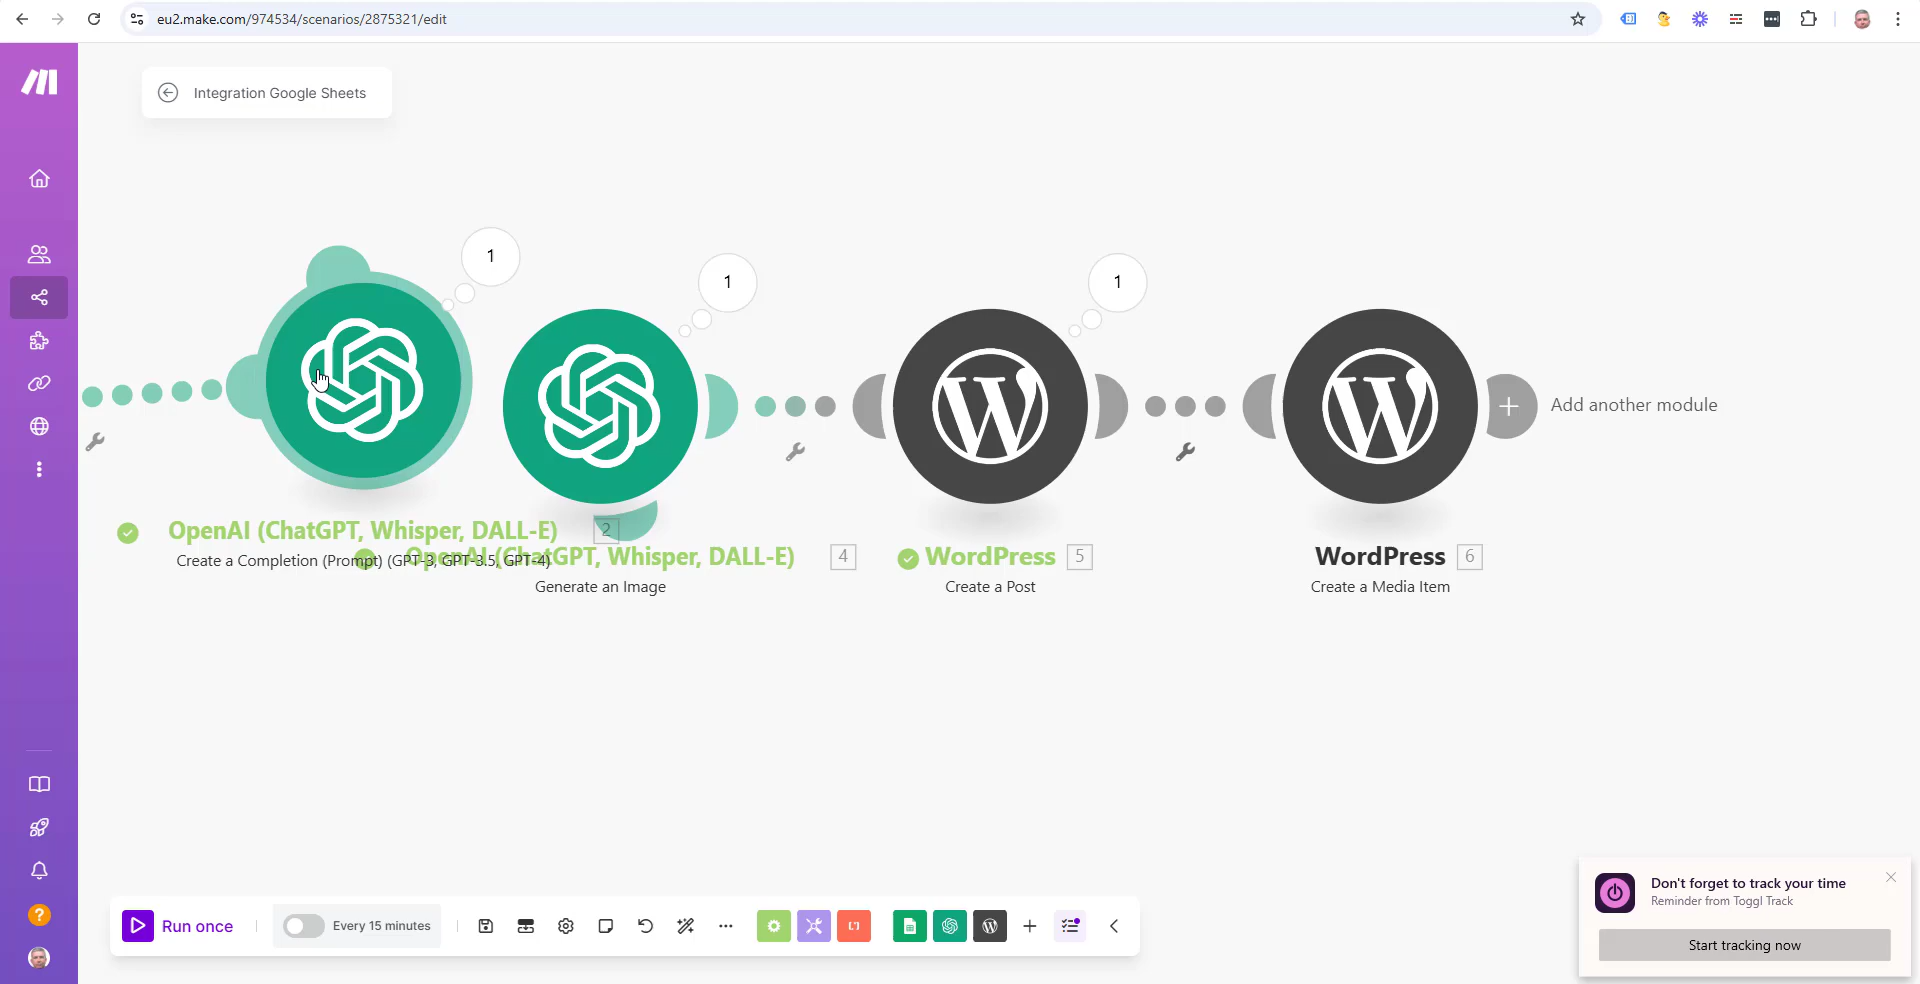 eu2.make.com/974534/scenarios/2875321/edit
Integration Google Sheets
1
1
1
Add another module
OpenAI (ChatGPT, Whisper, DALL-E)
2
Create a Completion (Prompt) (GPT-3, GPT-3.5, GPT-4)
OpenAI (ChatGPT, Whisper, DALL-E)
4
Generate an Image
WordPress
5
Create a Post
WordPress
6
Create a Media Item
Run once
Every 15 minutes
Don't forget to track your time
Reminder from Toggl Track
Start tracking now